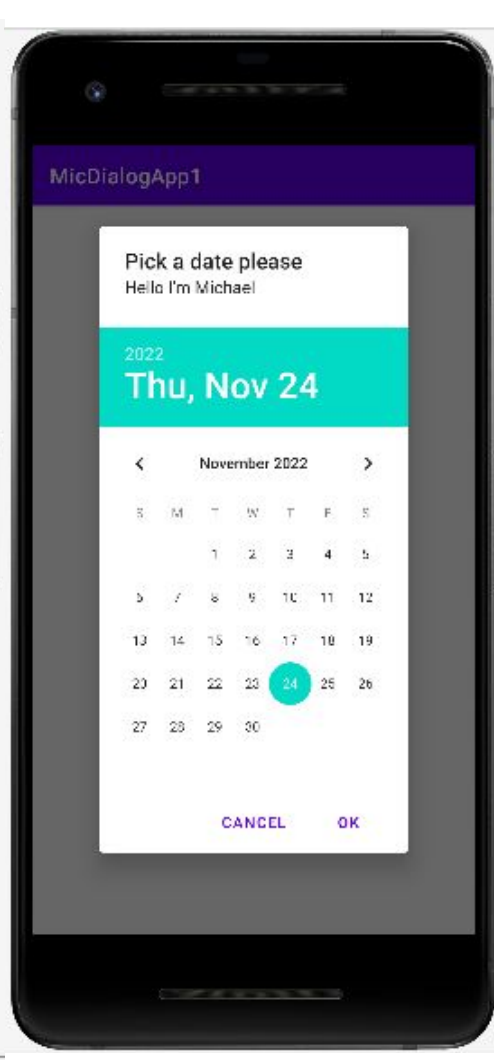 MicDialogApp1
Pick a date please
Hello I'm Michael
2022
Thu, Nov 24
November 2022
S M T W T F S
1 2 3 4 5
6 7 8 9 10 11 12
13 14 15 16 17 18 19
20 21 22 23 24 25 26
27 28 29 30
CANCEL OK